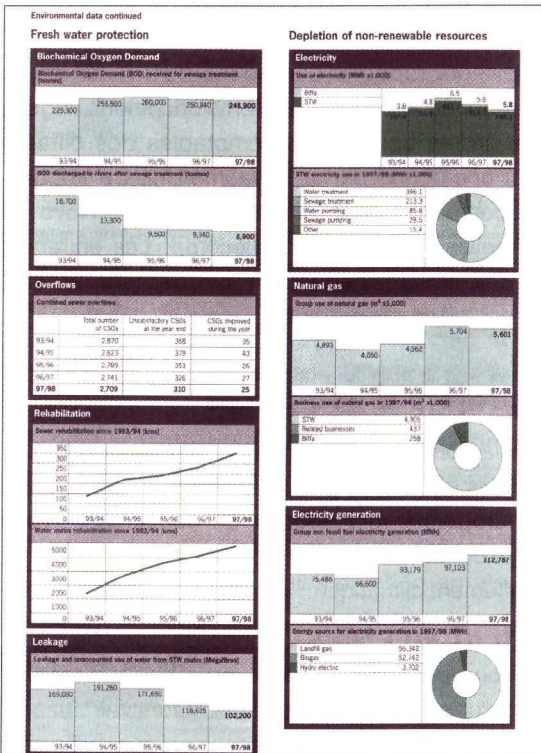 Environmental data continued
Fresh water protection
Biochemical Oxygen Demand
Biochemical Oxygen Demand (BOD) received for sewage treatment (tonnes)
225,300 253,500 260,003 250,940 248,900
93/94 94/95 95/96 96/97 97/98
BOD discharged to rivers after sewage treatment (tonnes)
16,700 13,300 9,500 9,340 8,900
93/94 94/95 95/96 96/97 97/98
Overflows
Combined sewer overflows
Total number of CSOs Unsatisfactory CSOs at the year end CSOs improved during the year
93/94 2,870 368 35
94/95 2,823 379 43
95/96 2,789 353 26
96/97 2,741 326 27
97/98 2,709 310 25
Rehabilitation
Sewer rehabilitation since 1983/94 (kms)
350
300
250
200
150
100
50
0 93/94 94/95 95/96 96/97 97/98
Water mains rehabilitation since 1983/94 (kms)
5000
4500
3000
2000
1000
0 93/94 94/95 95/96 96/97 97/98
Leakage
Leakage and unaccounted use of water from STW mains (Megalitres)
169,000 191,260 171,650 118,625 102,200
93/94 94/95 95/96 96/97 97/98
Depletion of non-renewable resources
Electricity
Use of electricity (MWh x1,000)
Biffa
STW
3.8 4.8 6.5 5.6 5.8
93/94 94/95 95/96 96/97 97/98
STW electricity use in 1997/98 (MWh x1,000)
Water treatment 396.1
Sewage treatment 213.3
Water pumping 85.8
Sewage pumping 29.5
Other 15.4
Natural gas
Group use of natural gas (m³ x1,000)
4,893 4,050 4,562 5,704 5,601
93/94 94/95 95/96 96/97 97/98
Business use of natural gas in 1997/98 (m³ x1,000)
STW 4,905
Related businesses 437
Biffa 258
Electricity generation
Group non fossil fuel electricity generation (MWh)
75,486 66,600 93,179 97,103 112,787
93/94 94/95 95/96 96/97 97/98
Energy source for electricity generation in 1997/98 (MWh)
Landfill gas 56,342
Biogas 52,742
Hydro electric 3,702